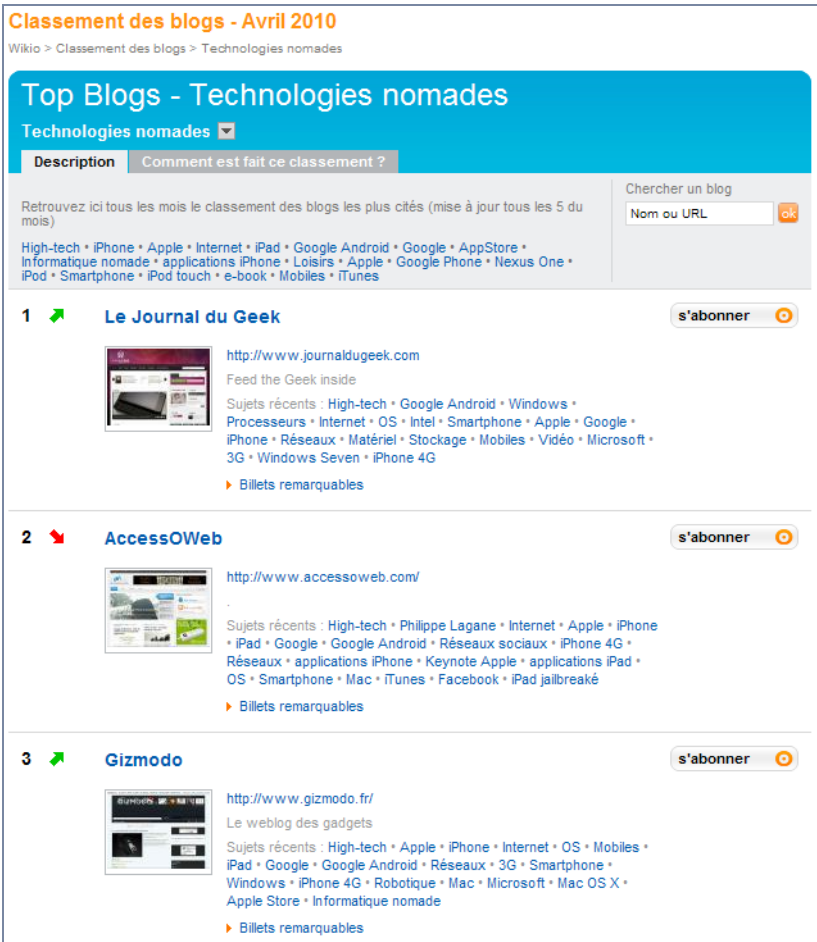 Classement des blogs - Avril 2010
Wikio > Classement des blogs > Technologies nomades
Top Blogs - Technologies nomades
Technologies nomades
Description
Comment est fait ce classement ?
Retrouvez ici tous les mois le classement des blogs les plus cités (mise à jour tous les 5 du
mois)
High-tech • iPhone • Apple • Internet • iPad • Google Android • Google • AppStore •
Informatique nomade • applications iPhone • Loisirs • Apple • Google Phone • Nexus One •
iPod • Smartphone • iPod touch • e-book • Mobiles • iTunes
Chercher un blog
Nom ou URL
ok
1
Le Journal du Geek
s'abonner
http://www.journaldugeek.com
Feed the Geek inside
Sujets récents : High-tech • Google Android • Windows •
Processeurs • Internet • OS • Intel • Smartphone • Apple • Google •
iPhone • Réseaux • Matériel • Stockage • Mobiles • Vidéo • Microsoft •
3G • Windows Seven • iPhone 4G
Billets remarquables
2
AccessOWeb
s'abonner
http://www.accessoweb.com/
.
Sujets récents : High-tech • Philippe Lagane • Internet • Apple • iPhone
• iPad • Google • Google Android • Réseaux sociaux • iPhone 4G •
Réseaux • applications iPhone • Keynote Apple • applications iPad •
OS • Smartphone • Mac • iTunes • Facebook • iPad jailbreaké
Billets remarquables
3
Gizmodo
s'abonner
http://www.gizmodo.fr/
Le weblog des gadgets
Sujets récents : High-tech • Apple • iPhone • Internet • OS • Mobiles •
iPad • Google • Google Android • Réseaux • 3G • Smartphone •
Windows • iPhone 4G • Robotique • Mac • Microsoft • Mac OS X •
Apple Store • Informatique nomade
Billets remarquables